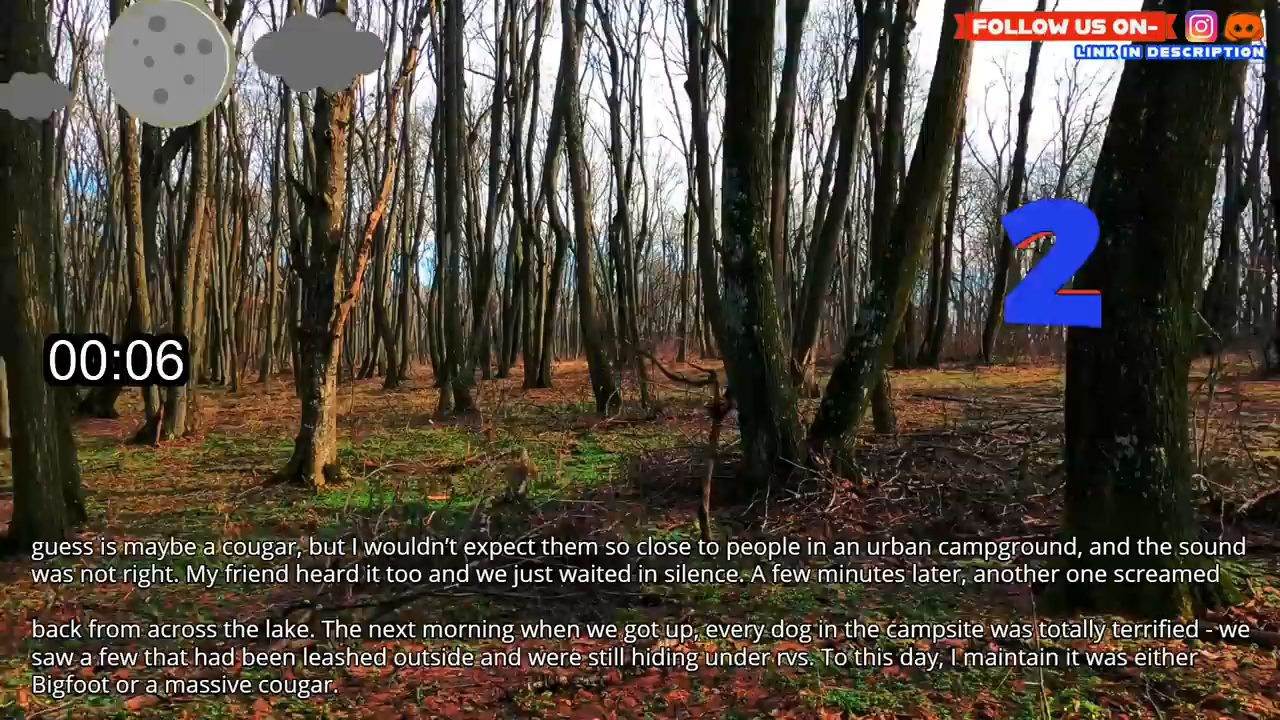 FOLLOW US ON-
LINK IN DESCRIPTION
2
00:06
guess is maybe a cougar, but I wouldn’t expect them so close to people in an urban campground, and the sound
was not right. My friend heard it too and we just waited in silence. A few minutes later, another one screamed
back from across the lake. The next morning when we got up, every dog in the campsite was totally terrified - we
saw a few that had been leashed outside and were still hiding under rvs. To this day, I maintain it was either
Bigfoot or a massive cougar.